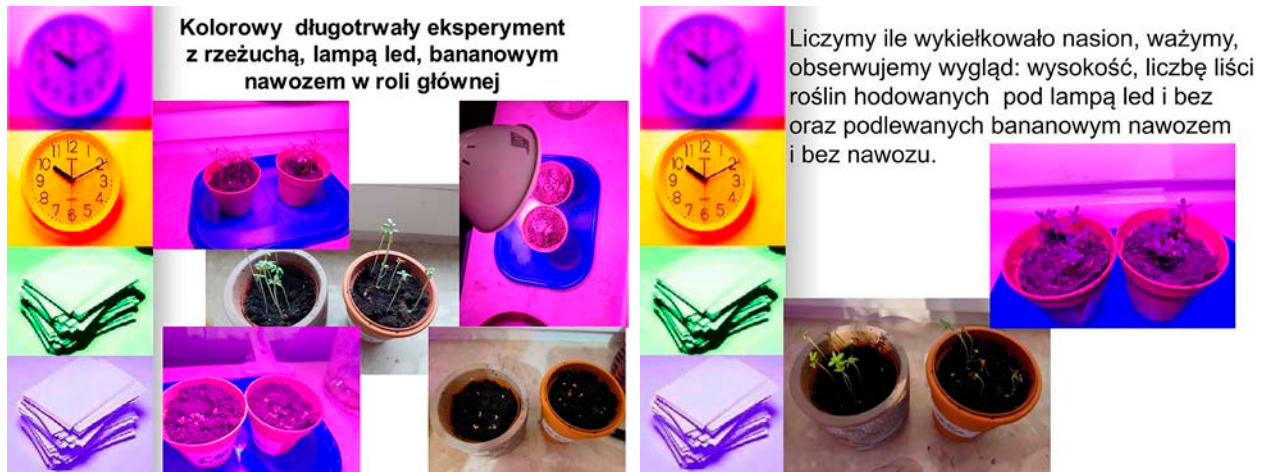 Kolorowy długotrwały eksperyment
z rzeżuchą, lampą led, bananowym
nawozem w roli głównej
Liczymy ile wykiełkowało nasion, ważymy,
obserwujemy wygląd: wysokość, liczbę liści
roślin hodowanych pod lampą led i bez
oraz podlewanych bananowym nawozem
i bez nawozu.